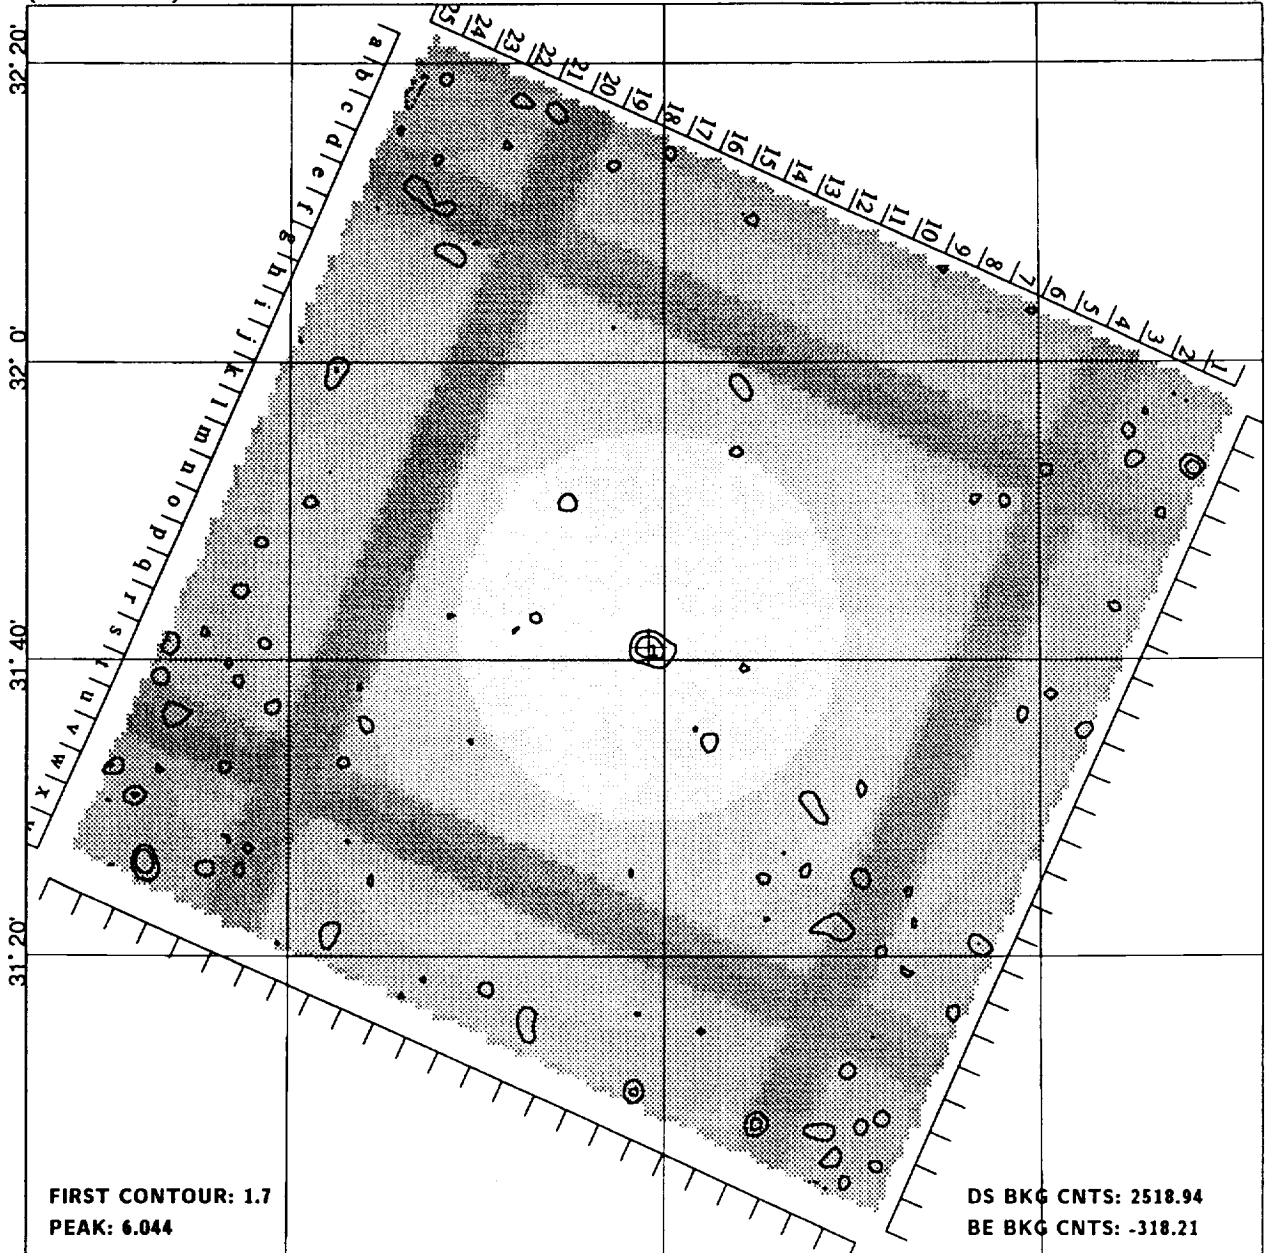 25 24 23 22 21 20 19 18 17 16 15 14 13 12 11 10 9 8 7 6 5 4 3 2 1
a b c d e f g h i j k l m n o p q r s t u v w x
32° 20'
32° 0'
31° 40'
31° 20'
1
FIRST CONTOUR: 1.7
PEAK: 6.044
DS BKG CNTS: 2518.94
BE BKG CNTS: -318.21